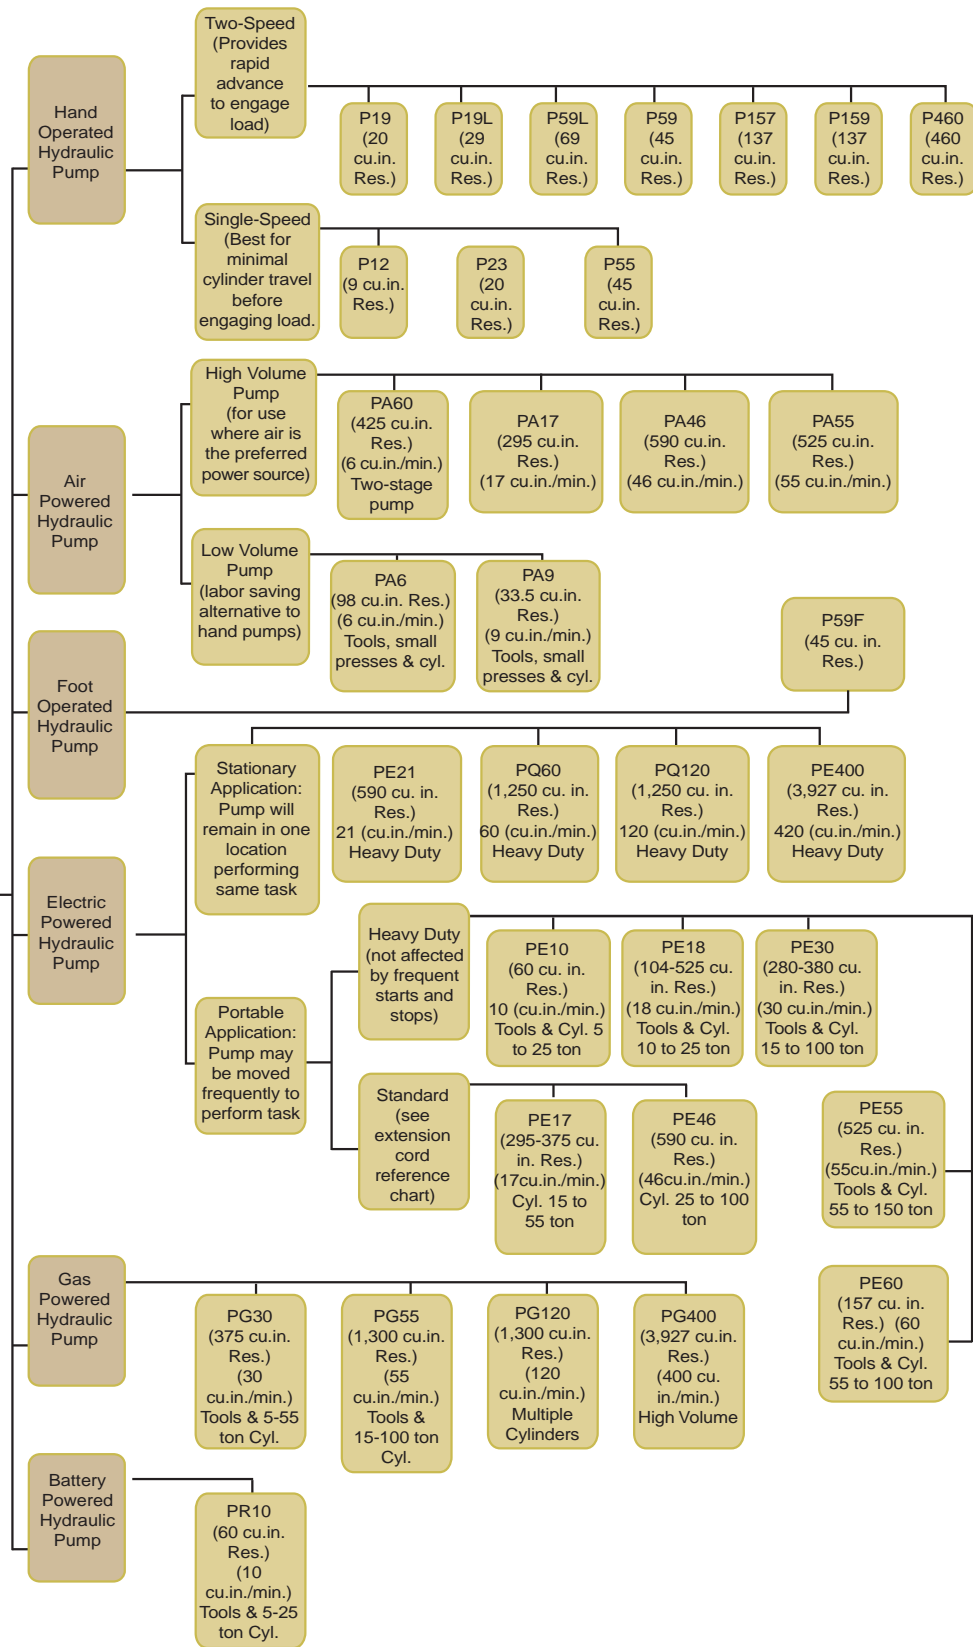 Hand
Operated
Hydraulic
Pump
Two-Speed
(Provides
rapid
advance
to engage
load)
P19
(20
cu.in.
Res.)
P19L
(29
cu.in.
Res.)
P59L
(69
cu.in.
Res.)
P59
(45
cu.in.
Res.)
P157
(137
cu.in.
Res.)
P159
(137
cu.in.
Res.)
P460
(460
cu.in.
Res.)
Single-Speed
(Best for
minimal
cylinder travel
before
engaging load.
P12
(9 cu.in.
Res.)
P23
(20
cu.in.
Res.)
P55
(45
cu.in.
Res.)
Air
Powered
Hydraulic
Pump
High Volume
Pump
(for use
where air is
the preferred
power source)
PA60
(425 cu.in.
Res.)
(6 cu.in./min.)
Two-stage
pump
PA17
(295 cu.in.
Res.)
(17 cu.in./min.)
PA46
(590 cu.in.
Res.)
(46 cu.in./min.)
PA55
(525 cu.in.
Res.)
(55 cu.in./min.)
Low Volume
Pump
(labor saving
alternative to
hand pumps)
PA6
(98 cu.in. Res.)
(6 cu.in./min.)
Tools, small
presses & cyl.
PA9
(33.5 cu.in.
Res.)
(9 cu.in./min.)
Tools, small
presses & cyl.
Foot
Operated
Hydraulic
Pump
P59F
(45 cu. in.
Res.)
Electric
Powered
Hydraulic
Pump
Stationary
Application:
Pump will
remain in one
location
performing
same task
PE21
(590 cu. in.
Res.)
21 (cu.in./min.)
Heavy Duty
PQ60
(1,250 cu. in.
Res.)
60 (cu.in./min.)
Heavy Duty
PQ120
(1,250 cu. in.
Res.)
120 (cu.in./min.)
Heavy Duty
PE400
(3,927 cu. in.
Res.)
420 (cu.in./min.)
Heavy Duty
Portable
Application:
Pump may
be moved
frequently to
perform task
Heavy Duty
(not affected
by frequent
starts and
stops)
PE10
(60 cu. in.
Res.)
10 (cu.in./min.)
Tools & Cyl. 5
to 25 ton
PE18
(104-525 cu.
in. Res.)
(18 cu.in./min.)
Tools & Cyl.
10 to 25 ton
PE30
(280-380 cu.
in. Res.)
(30 cu.in./min.)
Tools & Cyl.
15 to 100 ton
Standard
(see
extension
cord
reference
chart)
PE17
(295-375 cu.
in. Res.)
(17cu.in./min.)
Cyl. 15 to
55 ton
PE46
(590 cu. in.
Res.)
(46cu.in./min.)
Cyl. 25 to 100
ton
PE55
(525 cu. in.
Res.)
(55cu.in./min.)
Tools & Cyl.
55 to 150 ton
PE60
(157 cu. in.
Res.) (60
cu.in./min.)
Tools & Cyl.
55 to 100 ton
Gas
Powered
Hydraulic
Pump
PG30
(375 cu.in.
Res.)
(30
cu.in./min.)
Tools & 5-55
ton Cyl.
PG55
(1,300 cu.in.
Res.)
(55
cu.in./min.)
Tools &
15-100 ton
Cyl.
PG120
(1,300 cu.in.
Res.)
(120
cu.in./min.)
Multiple
Cylinders
PG400
(3,927 cu.in.
Res.)
(400 cu.
in./min.)
High Volume
Battery
Powered
Hydraulic
Pump
PR10
(60 cu.in.
Res.)
(10
cu.in./min.)
Tools & 5-25
ton Cyl.